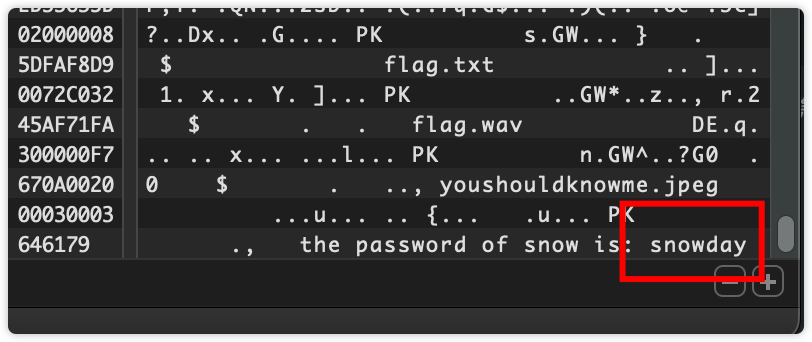 02000008 ?..Dx.. .G.... PK s.GW... } .
5DFAF8D9 $ flag.txt .. ]...
0072C032 1. x... Y. ]... PK ..GW*..z.., r.2
45AF71FA $ . . flag.wav DE.q.
300000F7 .. .. x... ...l... PK n.GW^..?G0 .
670A0020 0 $ . .., youshouldknowme.jpeg
00030003 ...u... .. {... .u... PK
646179 ., the password of snow is: snowday